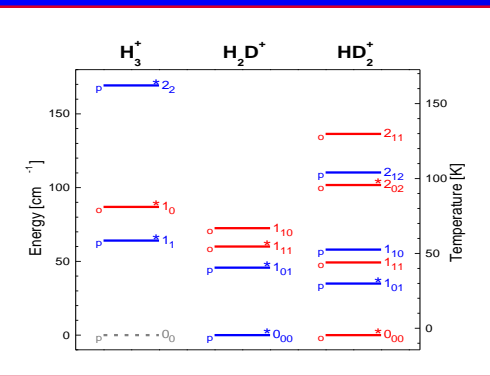 H₃⁺ H₂D⁺ HD₂⁺
p *2₂
150 150
o 2₁₁
p 2₁₂
100 o *2₀₂ 100
o *1₀
o 1₁₀
p *1₁ o *1₁₁ p 1₁₀
50 p *1₀₁ o *1₁₁ 50
p *1₀₁
0 p *0₀ p *0₀₀ o *0₀₀ 0
Energy [cm⁻¹]
Temperature [K]